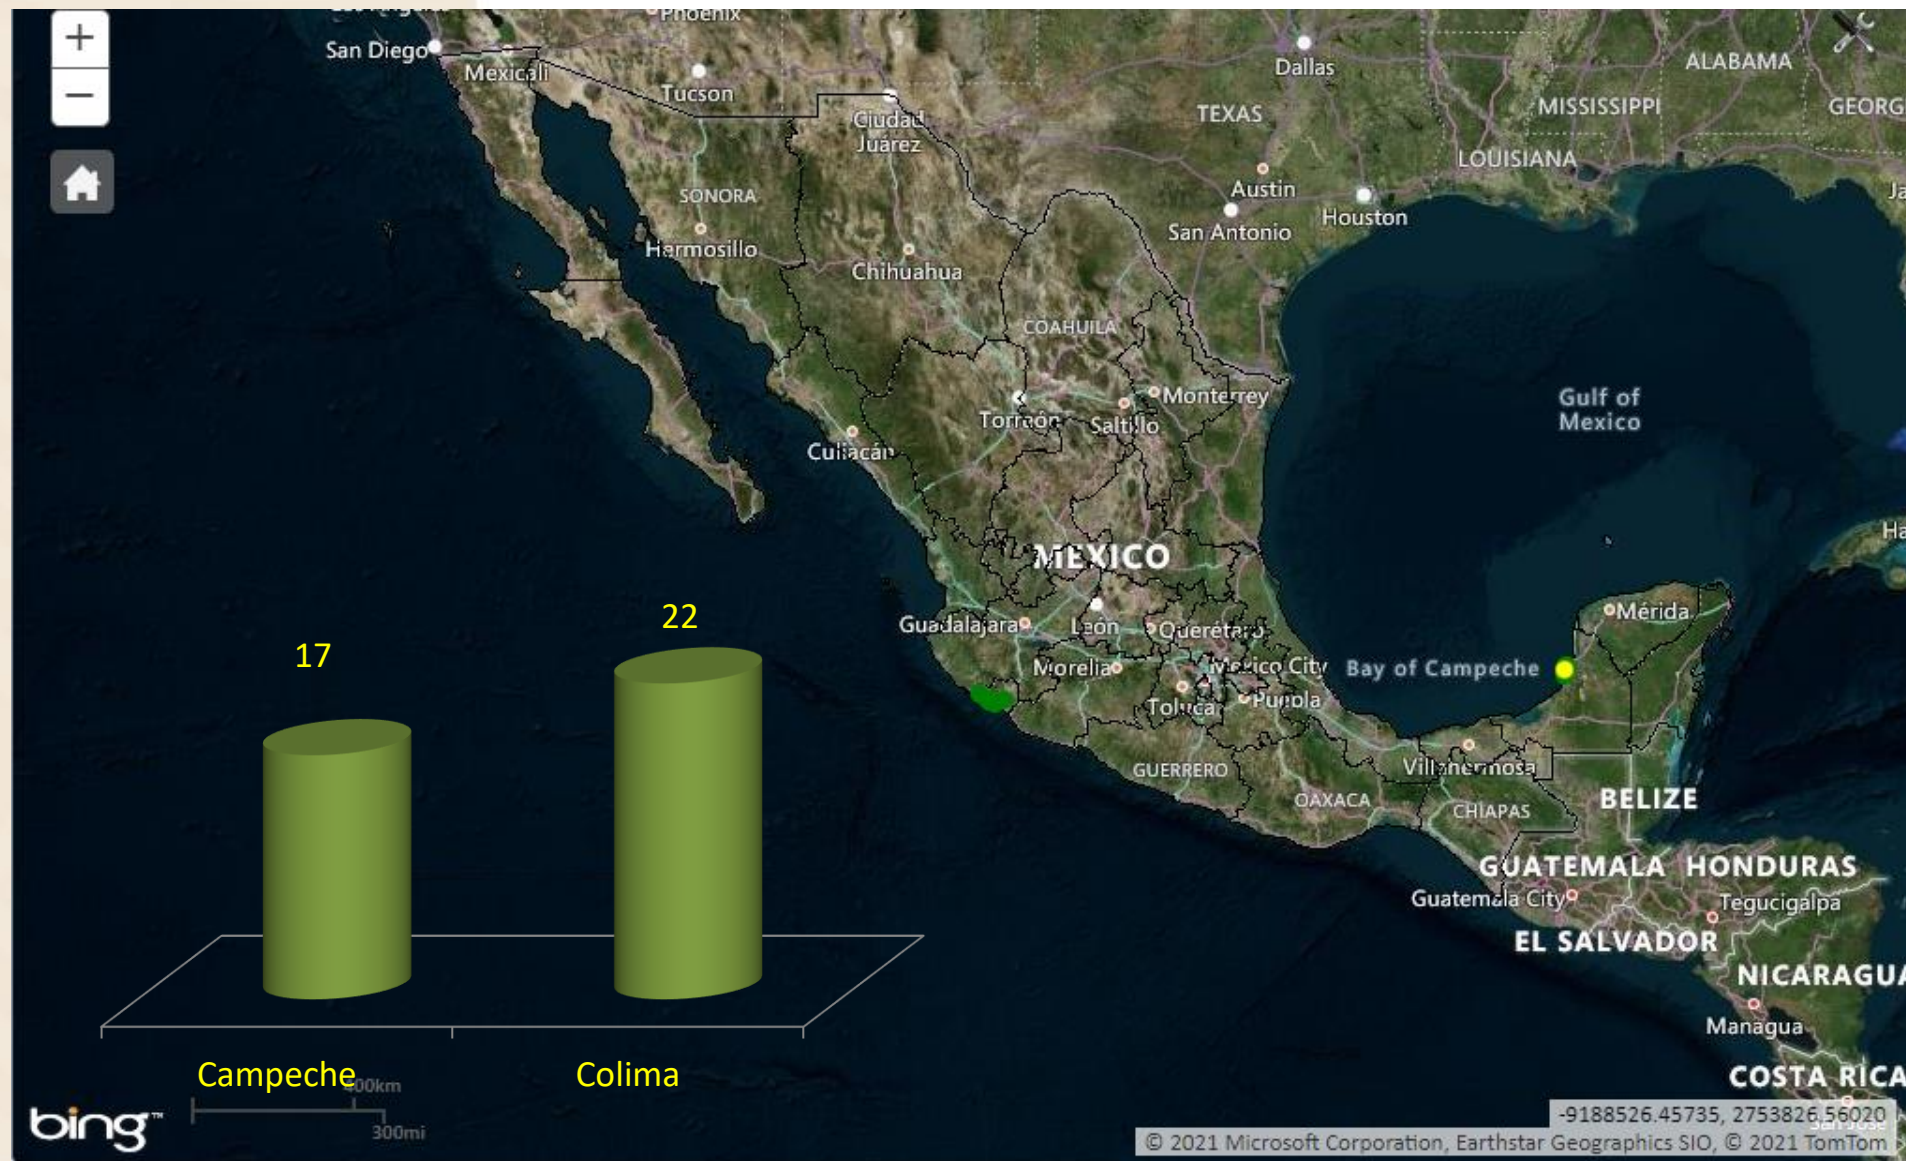 Phoenix
San Diego
Mexicali
Tucson
Ciudad
Juárez
Dallas
ALABAMA
TEXAS
MISSISSIPPI
LOUISIANA
Austin
San Antonio
Houston
SONORA
Hermosillo
Chihuahua
COAHUILA
Monterrey
Torreón
Saltillo
Culiacán
Gulf of
Mexico
MEXICO
Guadalajara
León
Querétaro
Mérida
Morelia
Mexico City
Bay of Campeche
Toluca
Puebla
GUERRERO
Villahermosa
OAXACA
CHIAPAS
BELIZE
GUATEMALA
HONDURAS
Guatemala City
Tegucigalpa
EL SALVADOR
NICARAGUA
Managua
COSTA RICA
17
22
Campeche
Colima
400km
300mi
bing™
-9188526.45735, 2753826.56020
© 2021 Microsoft Corporation, Earthstar Geographics SIO, © 2021 TomTom